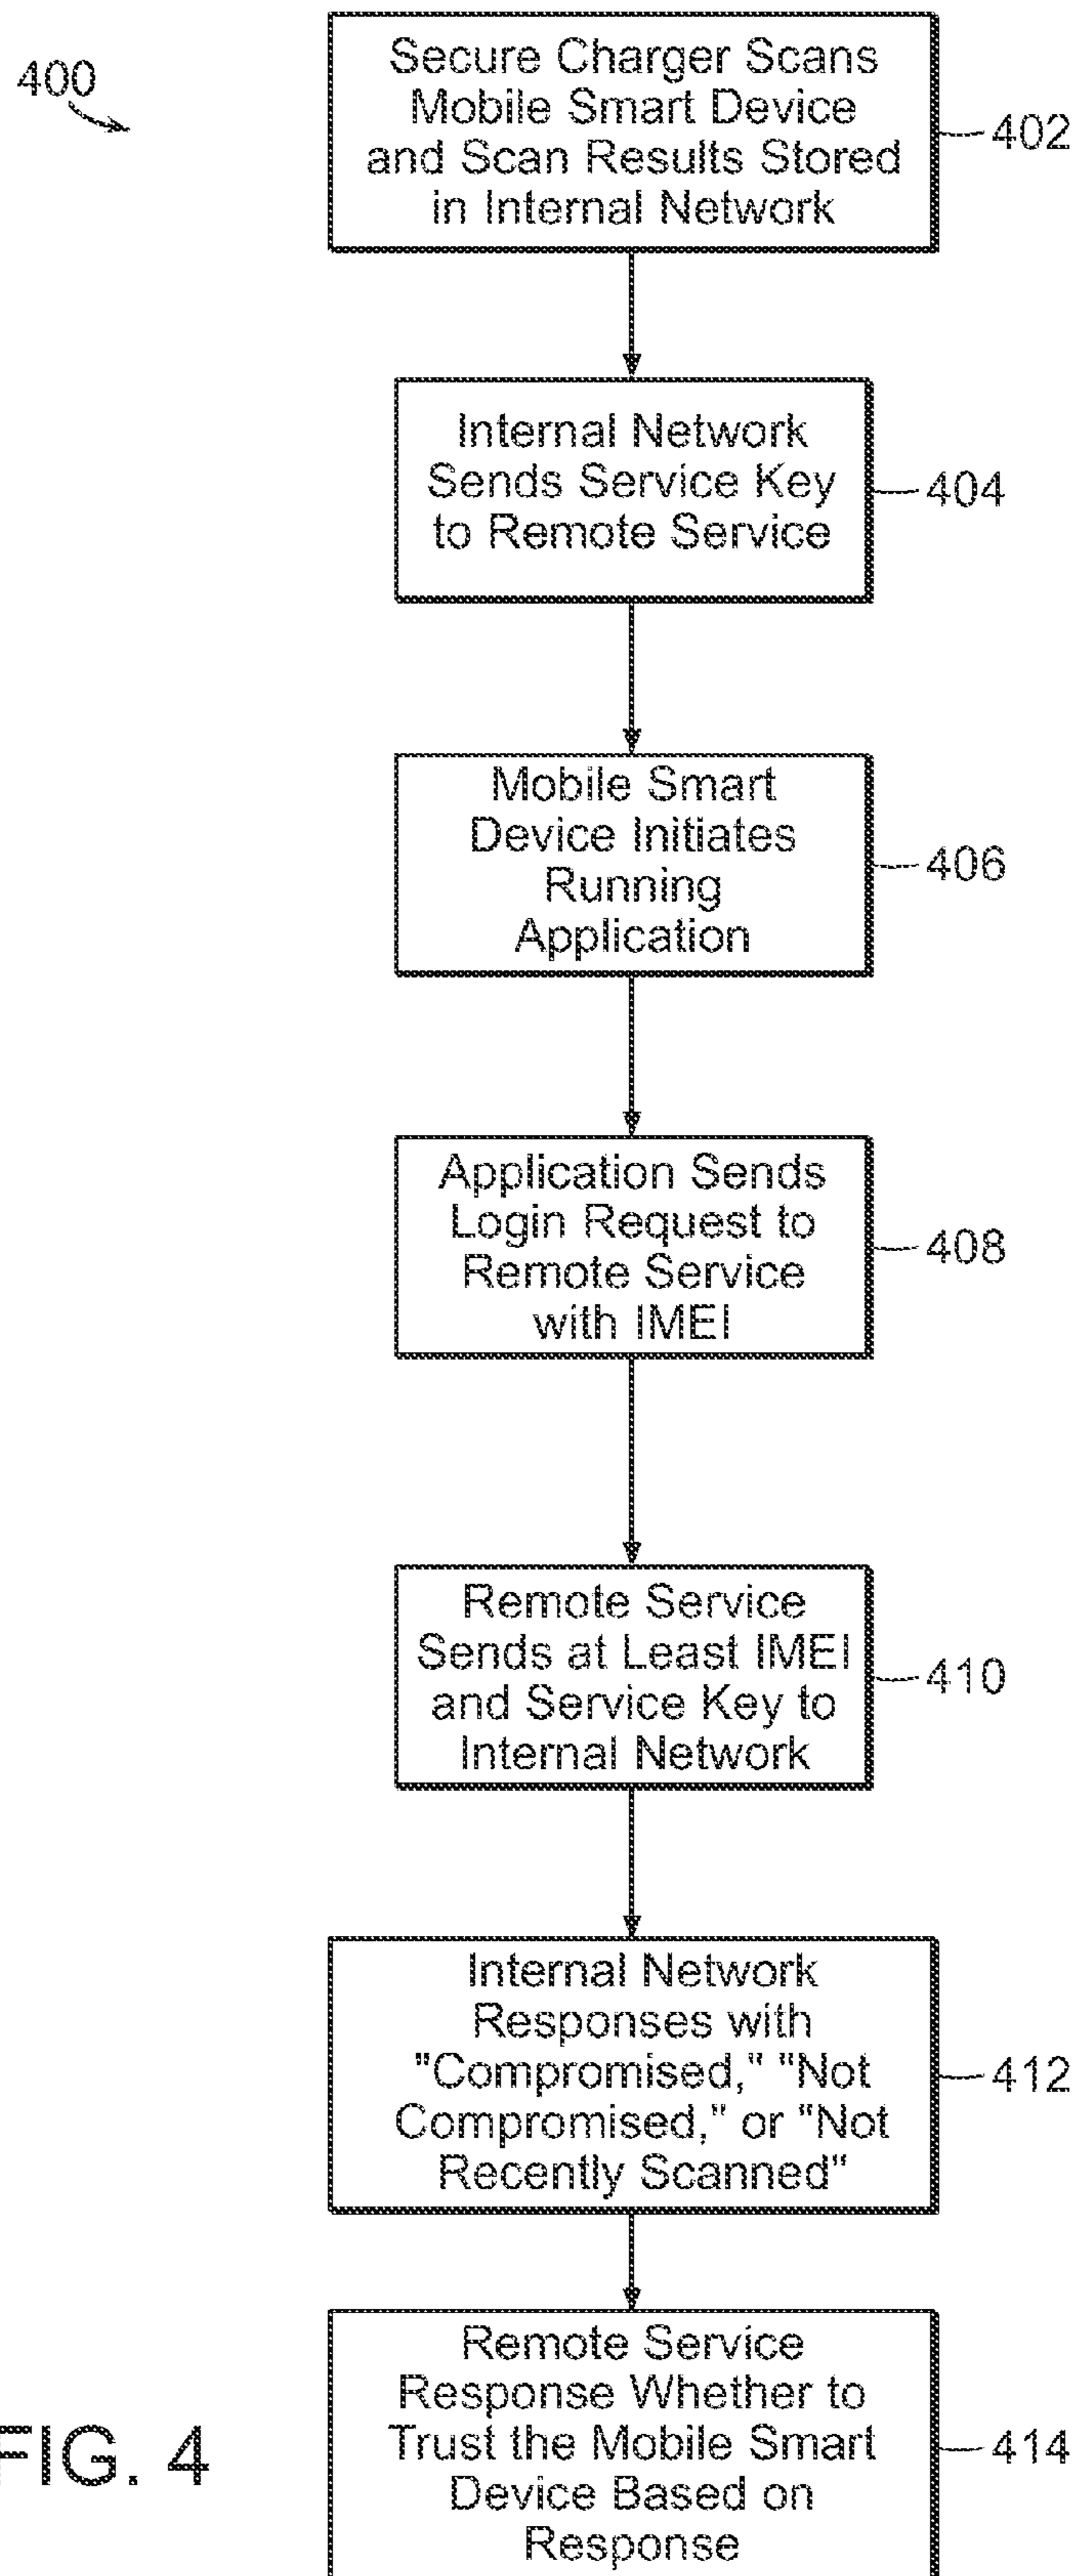 400
Secure Charger Scans
Mobile Smart Device
and Scan Results Stored
in Internal Network
402
Internal Network
Sends Service Key
to Remote Service
404
Mobile Smart
Device Initiates
Running
Application
406
Application Sends
Login Request to
Remote Service
with IMEI
408
Remote Service
Sends at Least IMEI
and Service Key to
Internal Network
410
Internal Network
Responses with
"Compromised," "Not
Compromised," or "Not
Recently Scanned"
412
Remote Service
Response Whether to
Trust the Mobile Smart
Device Based on
Response
414
FIG. 4